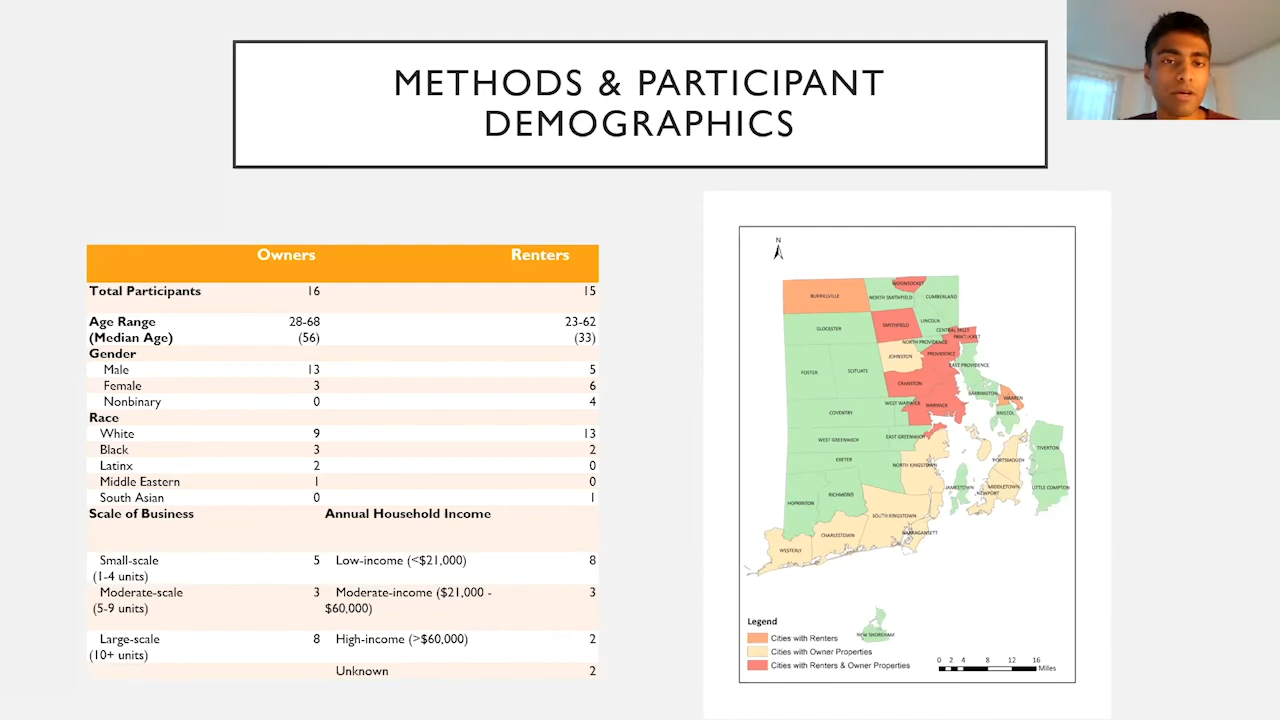 METHODS & PARTICIPANT
DEMOGRAPHICS
Owners Renters
Total Participants 16 15
Age Range 28-68 23-62
(Median Age) (56) (33)
Gender
Male 13 5
Female 3 6
Nonbinary 0 4
Race
White 9 13
Black 3 2
Latinx 2 0
Middle Eastern 1 0
South Asian 0 1
Scale of Business Annual Household Income
Small-scale 5 Low-income (<$21,000) 8
(1-4 units)
Moderate-scale 3 Moderate-income ($21,000 - 3
(5-9 units) $60,000)
Large-scale 8 High-income (>$60,000) 2
(10+ units)
Unknown 2
N
BURRILLVILLE
WOONSOCKET
NORTH SMITHFIELD
CUMBERLAND
GLOCESTER
SMITHFIELD
LINCOLN
CENTRAL FALLS
PAWTUCKET
NORTH PROVIDENCE
JOHNSTON
PROVIDENCE
EAST PROVIDENCE
FOSTER
SCITUATE
CRANSTON
BARRINGTON
WARREN
WEST WARWICK
WARWICK
BRISTOL
COVENTRY
WEST GREENWICH
EAST GREENWICH
TIVERTON
EXETER
NORTH KINGSTOWN
PORTSMOUTH
JAMESTOWN
MIDDLETOWN
NEWPORT
LITTLE COMPTON
HOPKINTON
RICHMOND
SOUTH KINGSTOWN
CHARLESTOWN
NARRAGANSETT
WESTERLY
NEW SHOREHAM
Legend
Cities with Renters
Cities with Owner Properties
Cities with Renters & Owner Properties
0 2 4 8 12 16
Miles